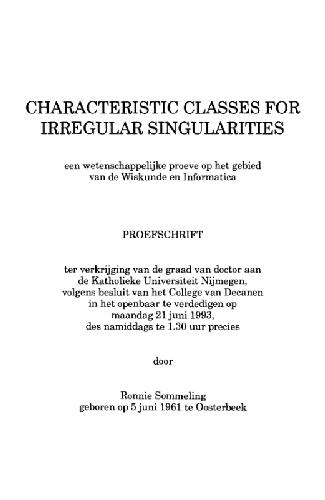 CHARACTERISTIC CLASSES FOR
IRREGULAR SINGULARITIES
een wetenschappelijke proeve op het gebied
van de Wiskunde en Informatica
PROEFSCHRIFT
ter verkrijging van de graad van doctor aan
de Katholieke Universiteit Nijmegen,
volgens besluit van het College van Decanen
in het openbaar te verdedigen op
maandag 21 juni 1993,
des namiddags te 1.30 uur precies
door
Ronnie Sommeling
geboren op 5 juni 1961 te Oosterbeek